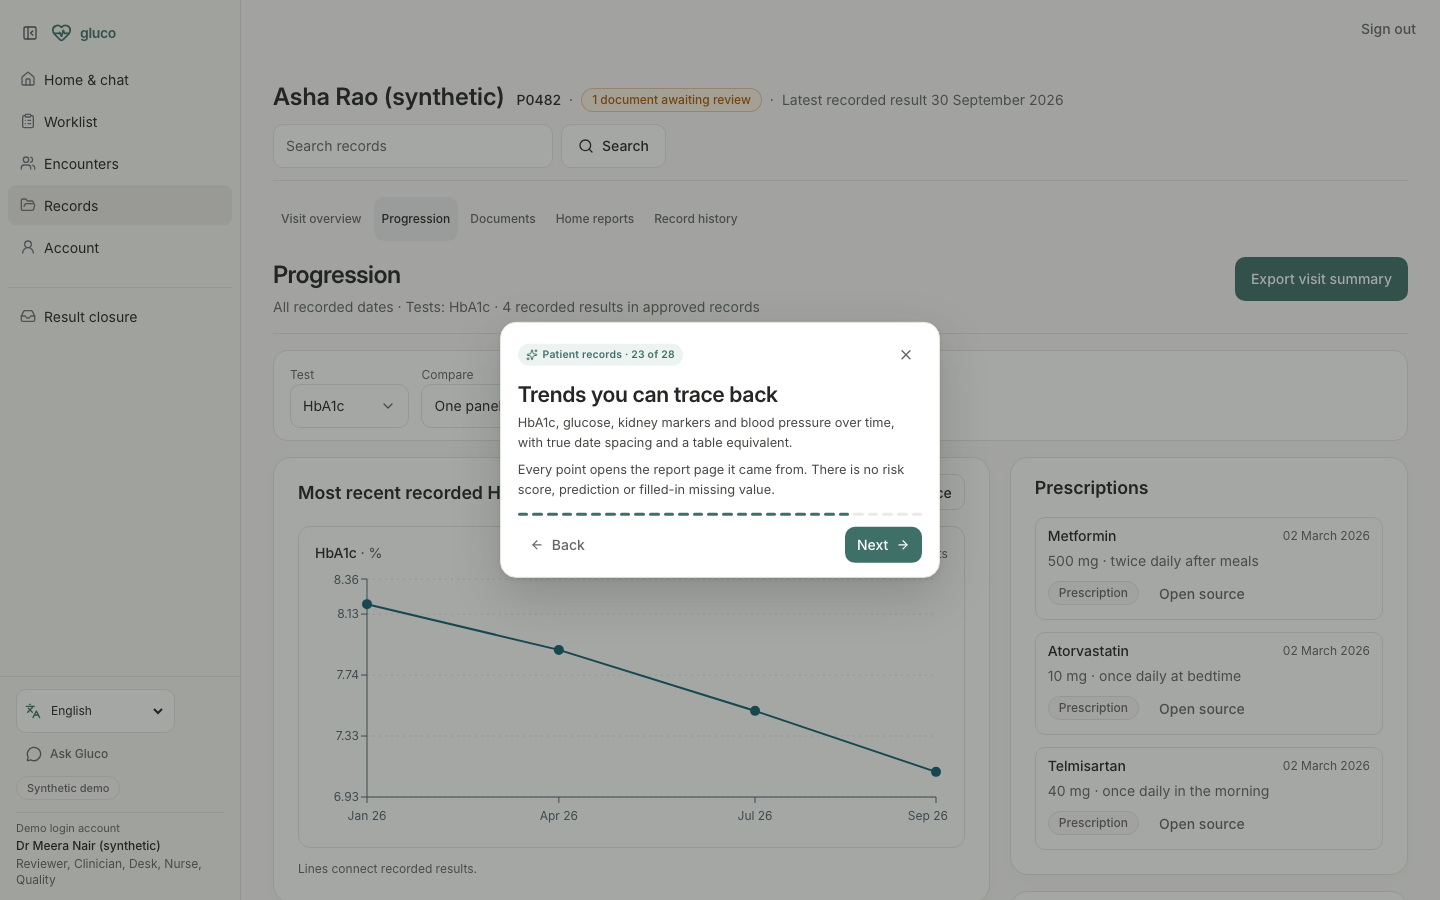 gluco
Sign out
Home & chat
Worklist
Encounters
Records
Account
Result closure
English
Ask Gluco
Synthetic demo
Demo login account
Dr Meera Nair (synthetic)
Reviewer, Clinician, Desk, Nurse,
Quality
Asha Rao (synthetic) P0482 · 1 document awaiting review · Latest recorded result 30 September 2026
Search records
Search
Visit overview Progression Documents Home reports Record history
Progression
Export visit summary
All recorded dates · Tests: HbA1c · 4 recorded results in approved records
Test
Compare
HbA1c
One panel
Patient records · 23 of 28
Trends you can trace back
HbA1c, glucose, kidney markers and blood pressure over time,
with true date spacing and a table equivalent.
Every point opens the report page it came from. There is no risk
score, prediction or filled-in missing value.
Back
Next
Most recent recorded
HbA1c · %
8.36
8.13
7.74
7.33
6.93
Jan 26 Apr 26 Jul 26 Sep 26
Lines connect recorded results.
Prescriptions
Metformin 02 March 2026
500 mg · twice daily after meals
Prescription Open source
Atorvastatin 02 March 2026
10 mg · once daily at bedtime
Prescription Open source
Telmisartan 02 March 2026
40 mg · once daily in the morning
Prescription Open source